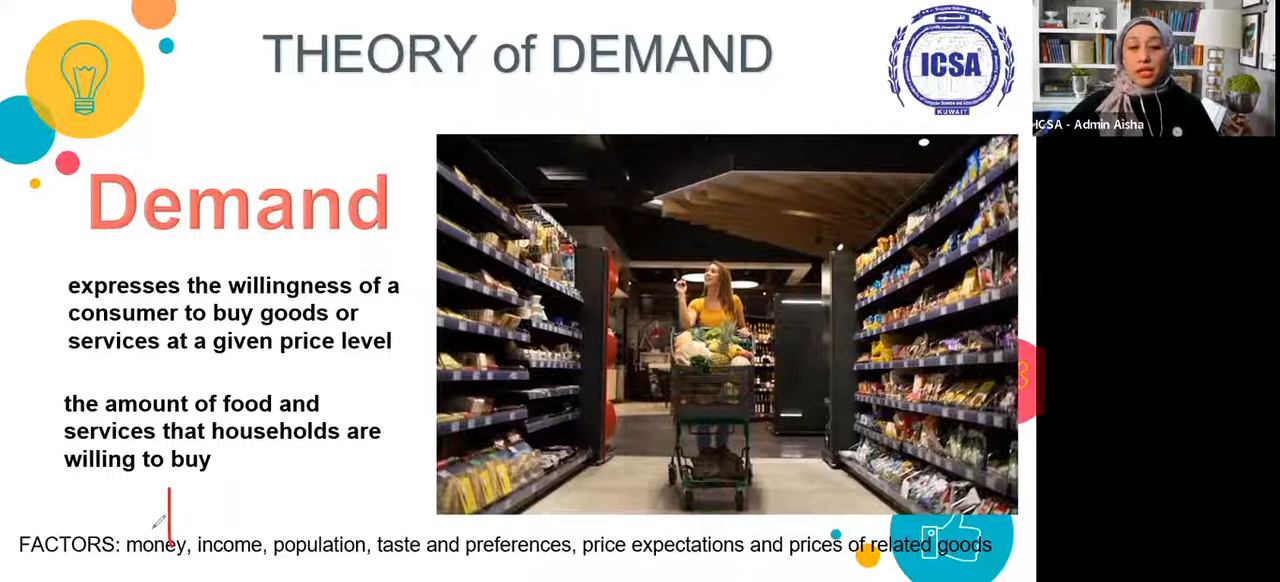 THEORY of DEMAND
ICSA
KUWAIT
ICSA - Admin Aisha
Demand
expresses the willingness of a
consumer to buy goods or
services at a given price level
the amount of food and
services that households are
willing to buy
FACTORS: money, income, population, taste and preferences, price expectations and prices of related goods